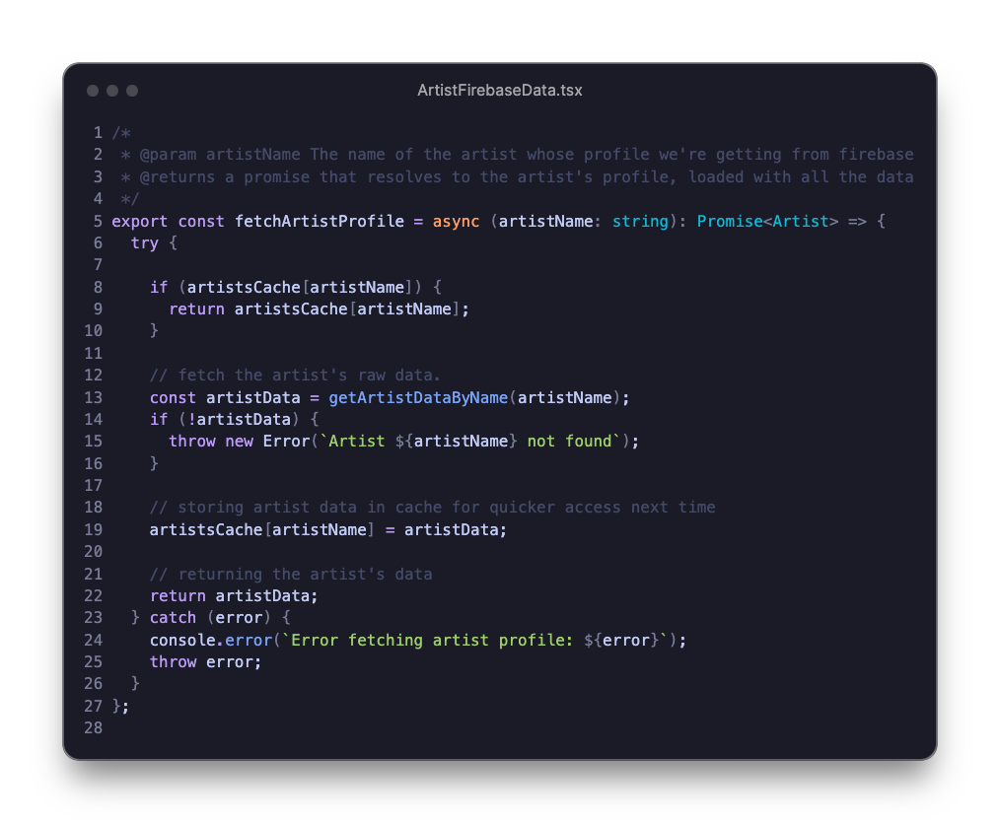 ArtistFirebaseData.tsx
1 /*
2  * @param artistName The name of the artist whose profile we're getting from firebase
3  * @returns a promise that resolves to the artist's profile, loaded with all the data
4  */
5 export const fetchArtistProfile = async (artistName: string): Promise<Artist> => {
6   try {
7
8     if (artistsCache[artistName]) {
9       return artistsCache[artistName];
10     }
11
12     // fetch the artist's raw data.
13     const artistData = getArtistDataByName(artistName);
14     if (!artistData) {
15       throw new Error(`Artist ${artistName} not found`);
16     }
17
18     // storing artist data in cache for quicker access next time
19     artistsCache[artistName] = artistData;
20
21     // returning the artist's data
22     return artistData;
23   } catch (error) {
24     console.error(`Error fetching artist profile: ${error}`);
25     throw error;
26   }
27 };
28